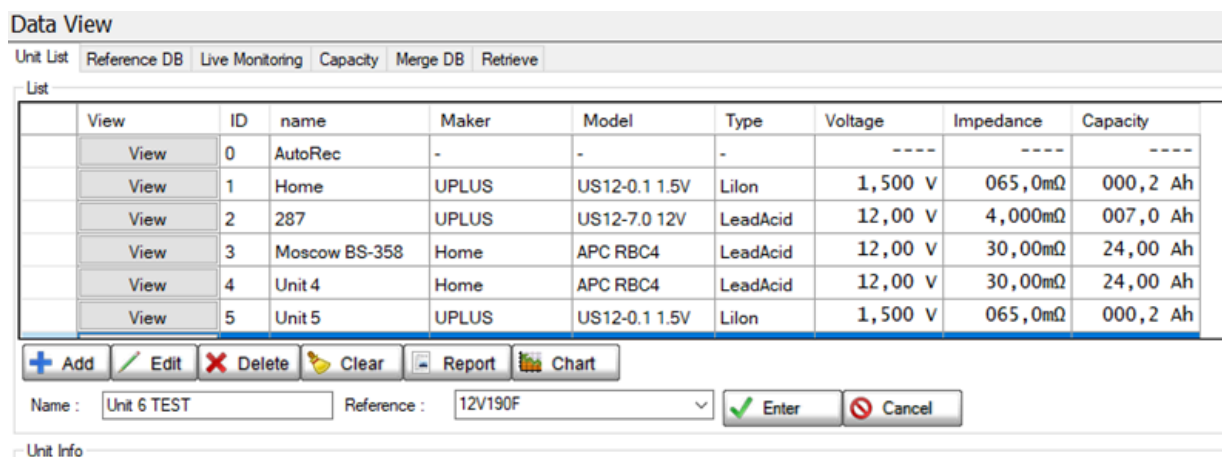 Data View
Unit List Reference DB Live Monitoring Capacity Merge DB Retrieve
List
View ID name Maker Model Type Voltage Impedance Capacity
View 0 AutoRec - - - ---- ---- ----
View 1 Home UPLUS US12-0.1 1.5V LiIon 1,500 V 065,0mΩ 000,2 Ah
View 2 287 UPLUS US12-7.0 12V LeadAcid 12,00 V 4,000mΩ 007,0 Ah
View 3 Moscow BS-358 Home APC RBC4 LeadAcid 12,00 V 30,00mΩ 24,00 Ah
View 4 Unit 4 Home APC RBC4 LeadAcid 12,00 V 30,00mΩ 24,00 Ah
View 5 Unit 5 UPLUS US12-0.1 1.5V LiIon 1,500 V 065,0mΩ 000,2 Ah
Add Edit Delete Clear Report Chart
Name : Unit 6 TEST Reference : 12V190F Enter Cancel
Unit Info